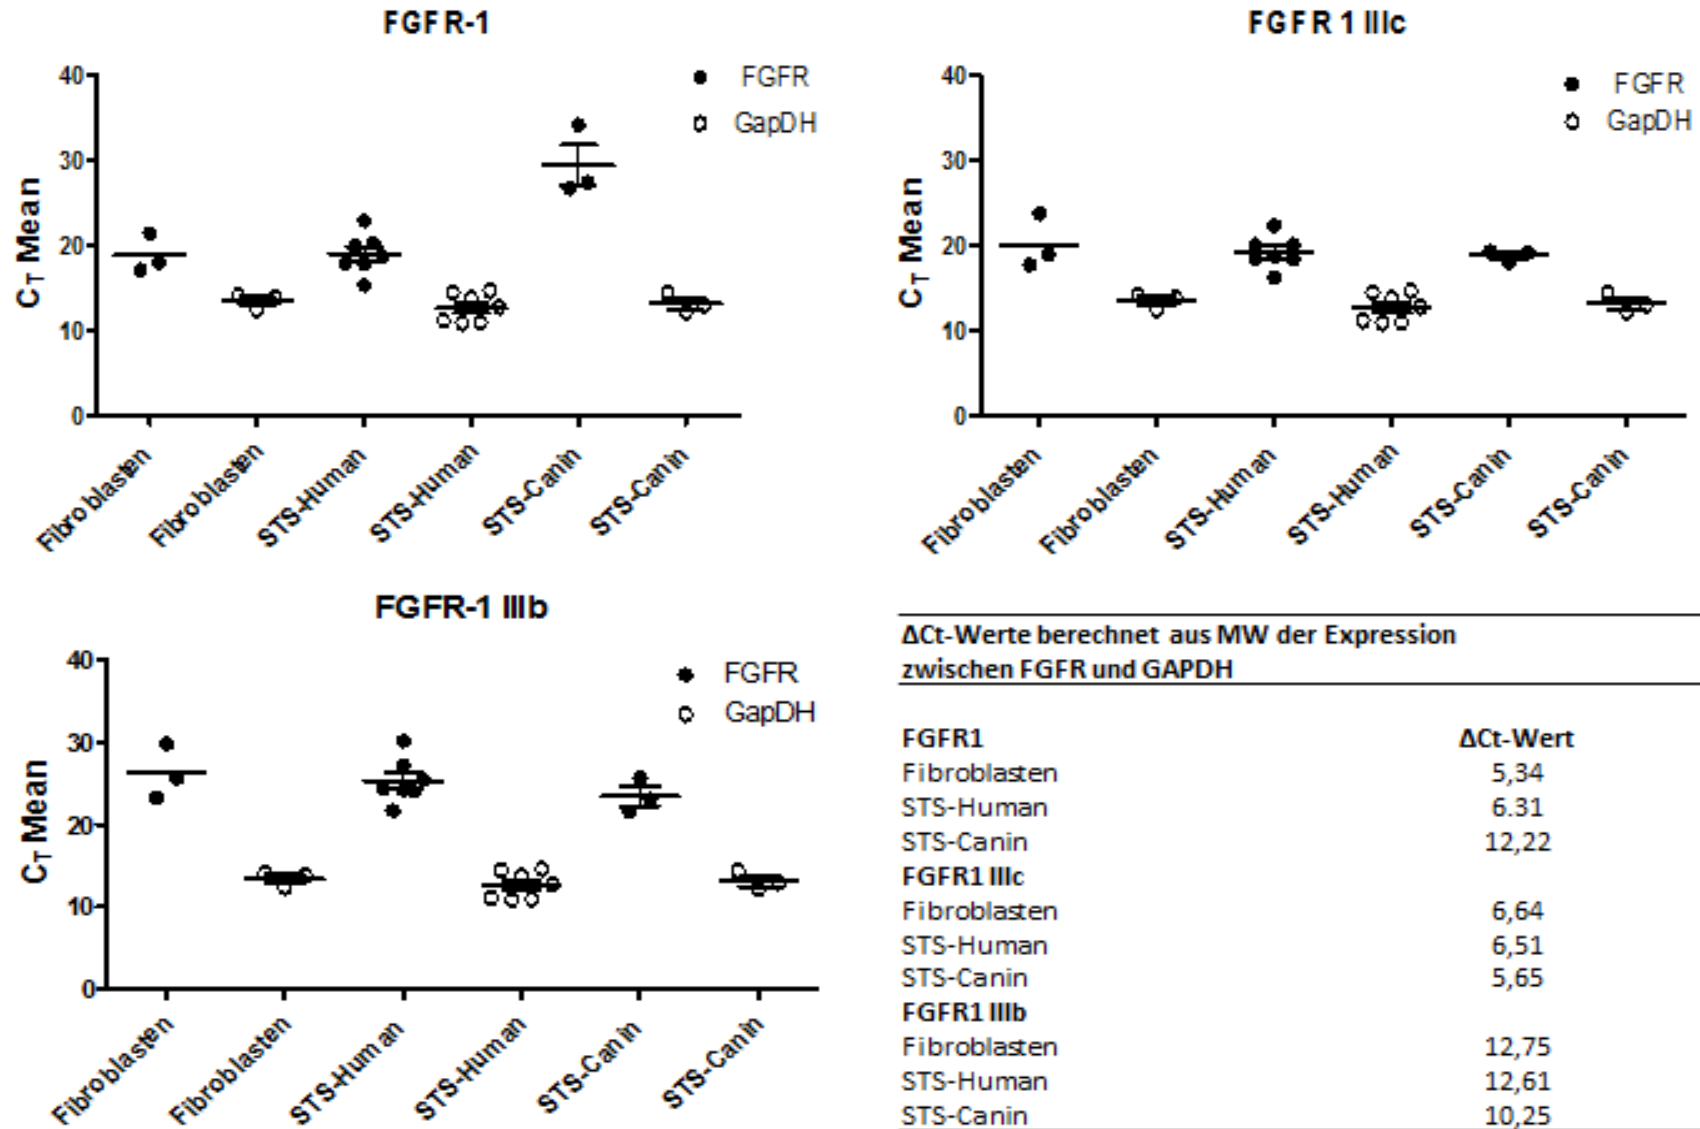 FGFR-1
40
30
20
10
0
C_T Mean
FGFR
GapDH
Fibroblasten
Fibroblasten
STS-Human
STS-Human
STS-Canin
STS-Canin
FGFR 1 IIIc
40
30
20
10
0
C_T Mean
FGFR
GapDH
Fibroblasten
Fibroblasten
STS-Human
STS-Human
STS-Canin
STS-Canin
FGFR-1 IIIb
40
30
20
10
0
C_T Mean
FGFR
GapDH
Fibroblasten
Fibroblasten
STS-Human
STS-Human
STS-Canin
STS-Canin
ΔCt-Werte berechnet aus MW der Expression
zwischen FGFR und GAPDH
FGFR1 ΔCt-Wert
Fibroblasten 5,34
STS-Human 6.31
STS-Canin 12,22
FGFR1 IIIc
Fibroblasten 6,64
STS-Human 6,51
STS-Canin 5,65
FGFR1 IIIb
Fibroblasten 12,75
STS-Human 12,61
STS-Canin 10,25